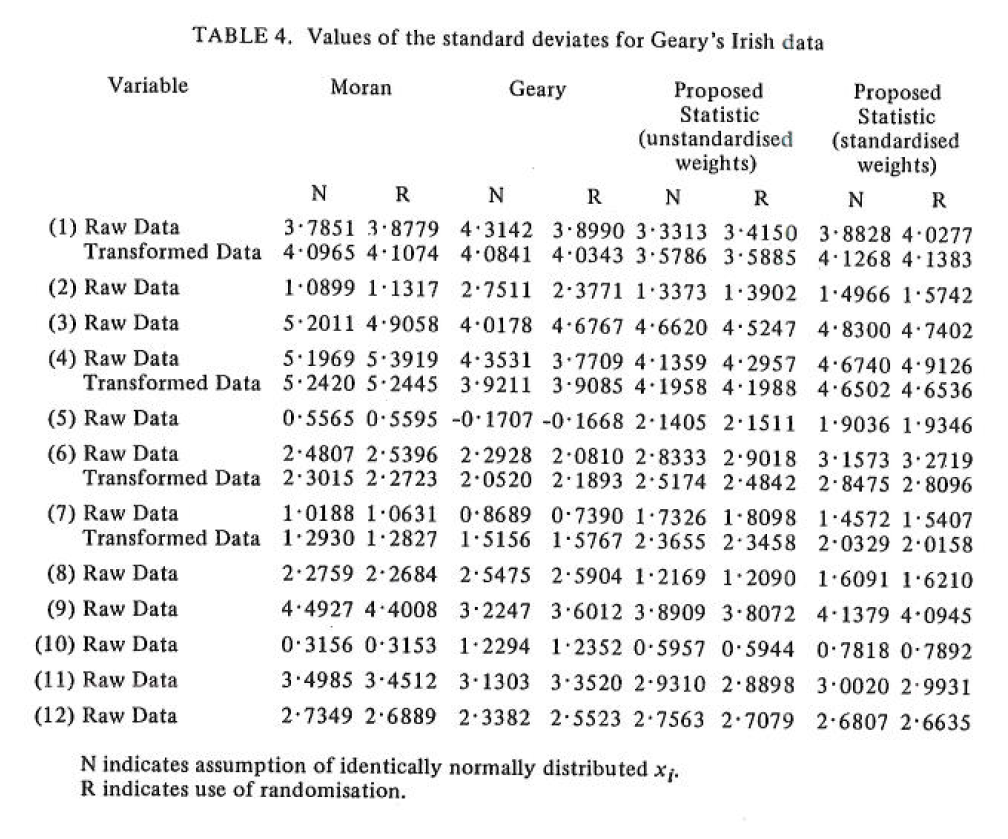 TABLE 4. Values of the standard deviates for Geary's Irish data
Variable Moran Geary Proposed Proposed
Statistic Statistic
(unstandardised (standardised
weights) weights)
N R N R N R N R
(1) Raw Data 3·7851 3·8779 4·3142 3·8990 3·3313 3·4150 3·8828 4·0277
Transformed Data 4·0965 4·1074 4·0841 4·0343 3·5786 3·5885 4·1268 4·1383
(2) Raw Data 1·0899 1·1317 2·7511 2·3771 1·3373 1·3902 1·4966 1·5742
(3) Raw Data 5·2011 4·9058 4·0178 4·6767 4·6620 4·5247 4·8300 4·7402
(4) Raw Data 5·1969 5·3919 4·3531 3·7709 4·1359 4·2957 4·6740 4·9126
Transformed Data 5·2420 5·2445 3·9211 3·9085 4·1958 4·1988 4·6502 4·6536
(5) Raw Data 0·5565 0·5595 -0·1707 -0·1668 2·1405 2·1511 1·9036 1·9346
(6) Raw Data 2·4807 2·5396 2·2928 2·0810 2·8333 2·9018 3·1573 3·2719
Transformed Data 2·3015 2·2723 2·0520 2·1893 2·5174 2·4842 2·8475 2·8096
(7) Raw Data 1·0188 1·0631 0·8689 0·7390 1·7326 1·8098 1·4572 1·5407
Transformed Data 1·2930 1·2827 1·5156 1·5767 2·3655 2·3458 2·0329 2·0158
(8) Raw Data 2·2759 2·2684 2·5475 2·5904 1·2169 1·2090 1·6091 1·6210
(9) Raw Data 4·4927 4·4008 3·2247 3·6012 3·8909 3·8072 4·1379 4·0945
(10) Raw Data 0·3156 0·3153 1·2294 1·2352 0·5957 0·5944 0·7818 0·7892
(11) Raw Data 3·4985 3·4512 3·1303 3·3520 2·9310 2·8898 3·0020 2·9931
(12) Raw Data 2·7349 2·6889 2·3382 2·5523 2·7563 2·7079 2·6807 2·6635
N indicates assumption of identically normally distributed xᵢ.
R indicates use of randomisation.